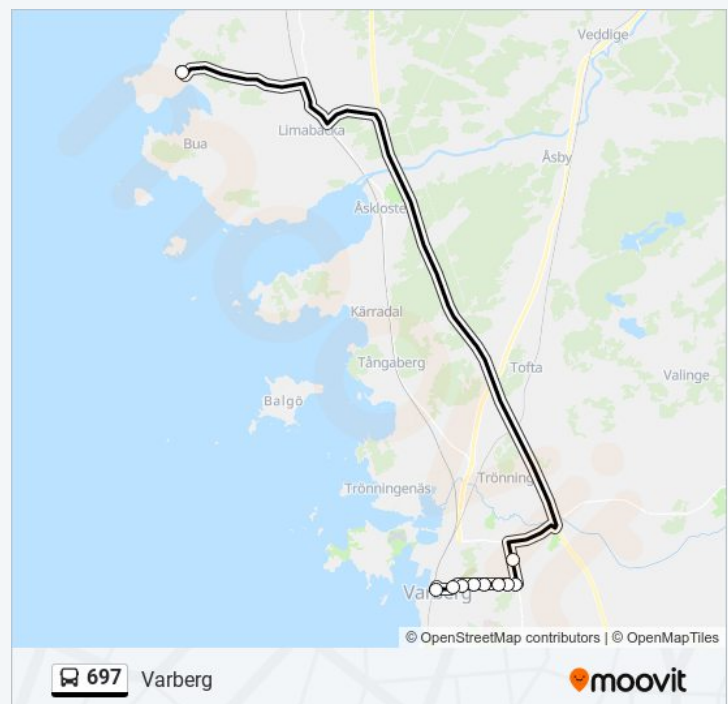 Veddige
Limabacka
Bua
Åsby
Åskloster
Kärradal
Tångaberg
Tofta
Valinge
Balgö
Trönninge
Trönningenäs
Varberg
© OpenStreetMap contributors | © OpenMapTiles
697 Varberg
moovit